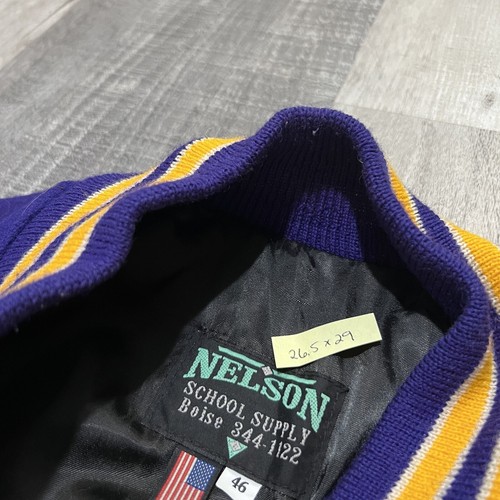 26.5 x 29
NELSON
SCHOOL SUPPLY
Boise 344-1122
46